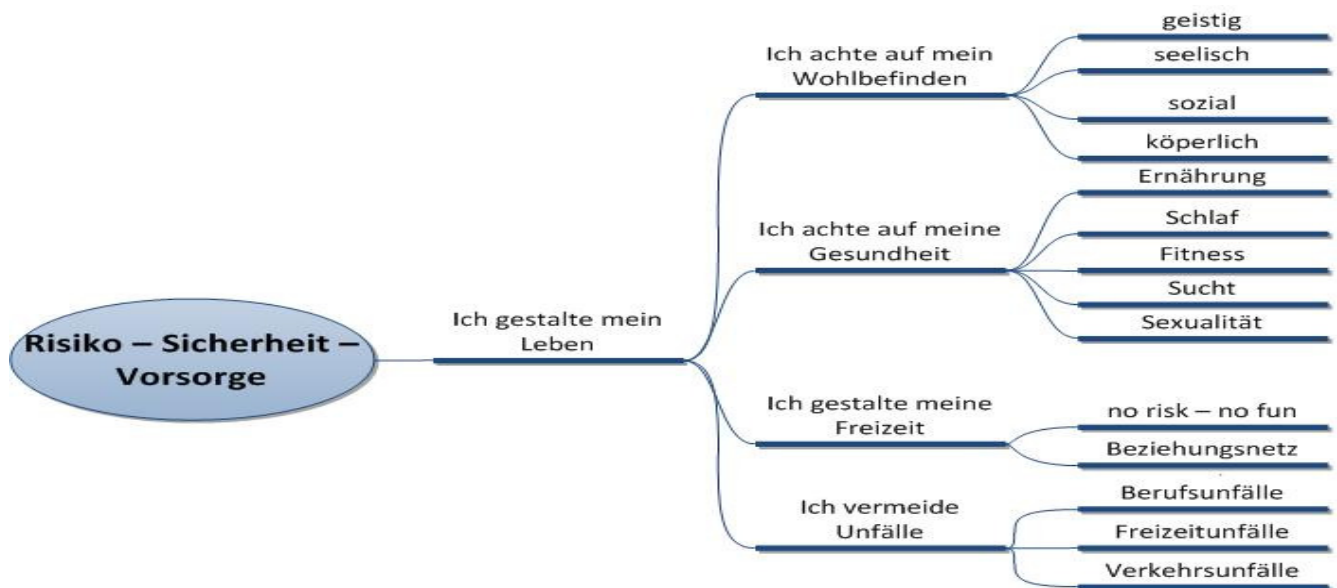 Risiko – Sicherheit –
Vorsorge
Ich gestalte mein
Leben
Ich achte auf mein
Wohlbefinden
geistig
seelisch
sozial
köperlich
Ich achte auf meine
Gesundheit
Ernährung
Schlaf
Fitness
Sucht
Sexualität
Ich gestalte meine
Freizeit
no risk – no fun
Beziehungsnetz
Ich vermeide
Unfälle
Berufsunfälle
Freizeitunfälle
Verkehrsunfälle